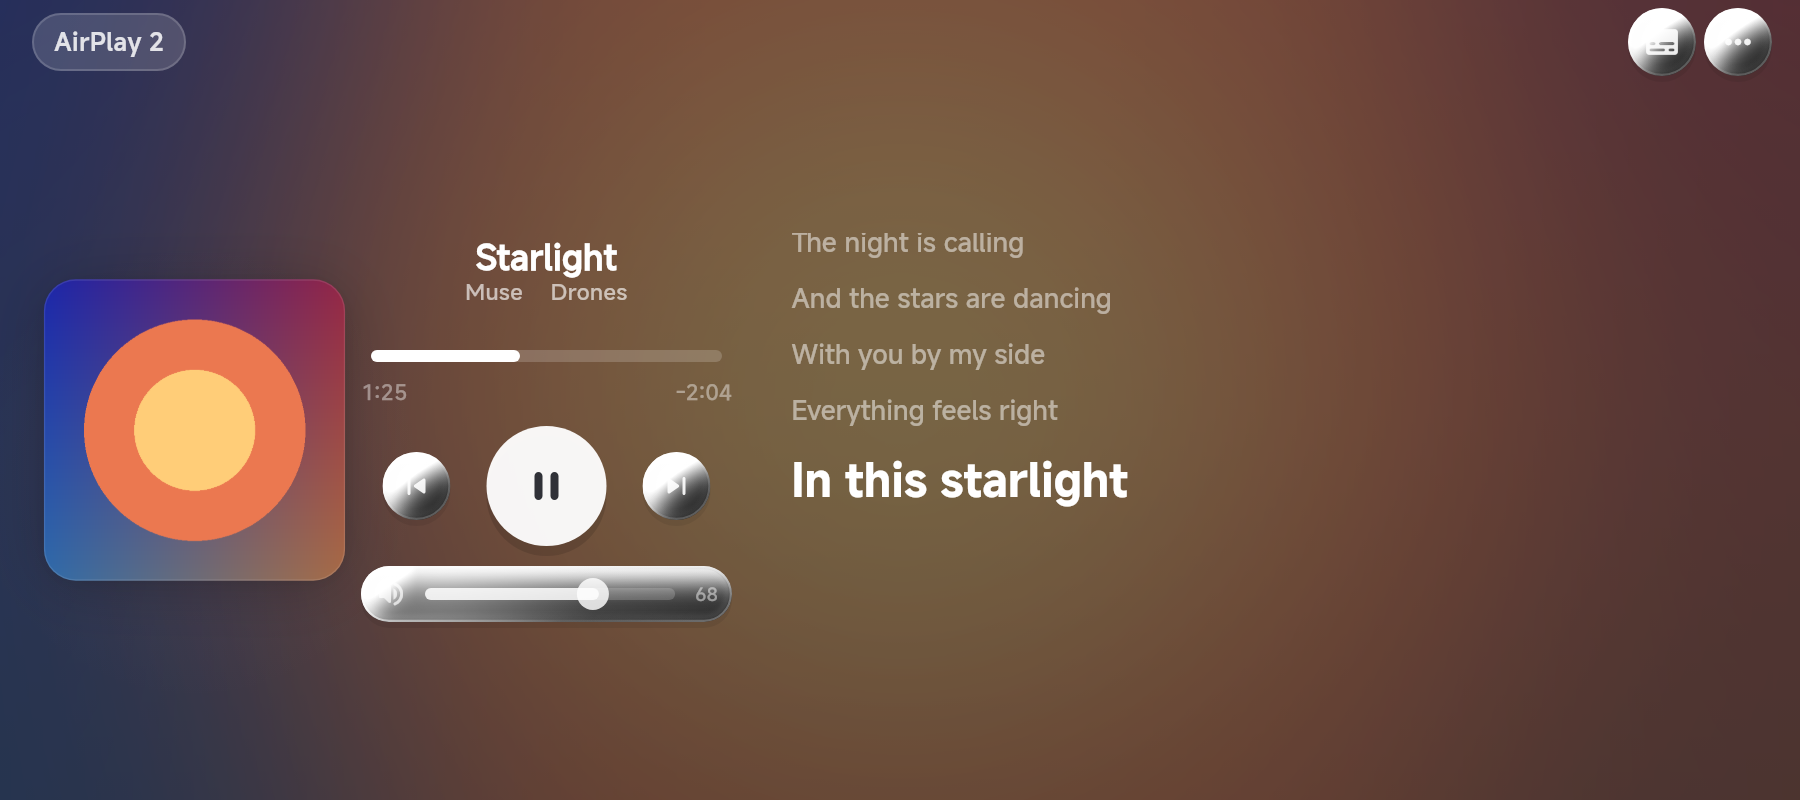 AirPlay 2
Starlight
Muse Drones
1:25
-2:04
68
The night is calling
And the stars are dancing
With you by my side
Everything feels right
In this starlight